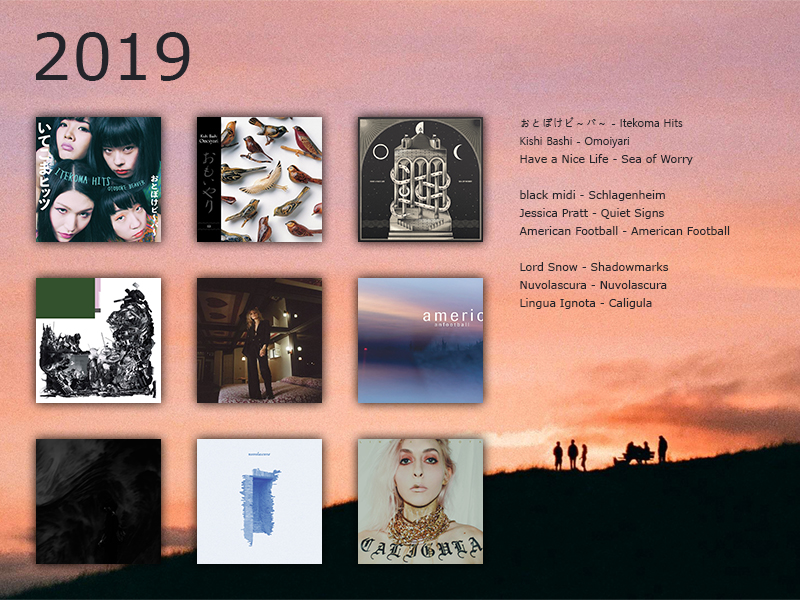 2019
いてこまヒッツ
ITEKOMA HITS
OTOBOKE BEAVER
おとぼけビ〜バ〜
Kishi Bashi
Omoiyari
おもいやり
americ
anfootball
nuvolascura
CALIGULA
おとぼけビ～バ～ - Itekoma Hits
Kishi Bashi - Omoiyari
Have a Nice Life - Sea of Worry
black midi - Schlagenheim
Jessica Pratt - Quiet Signs
American Football - American Football
Lord Snow - Shadowmarks
Nuvolascura - Nuvolascura
Lingua Ignota - Caligula